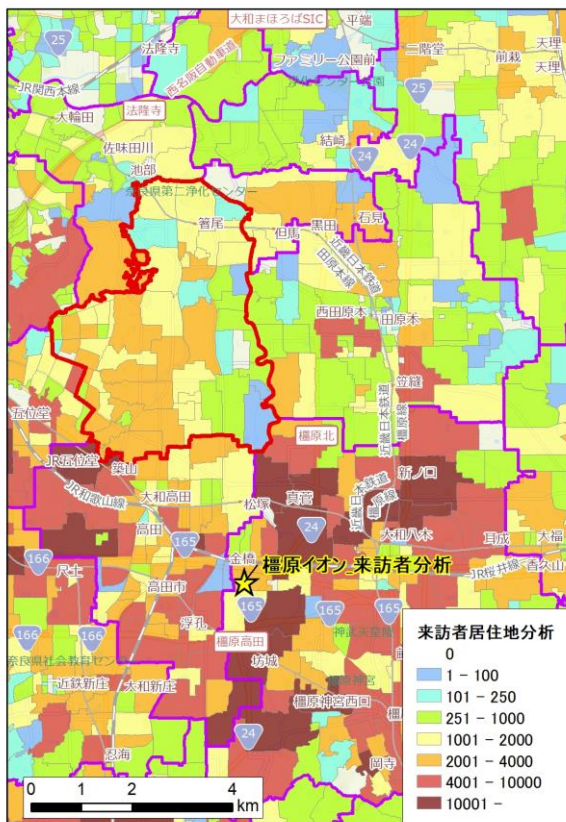 大和まほろばSIC
平端
天理
25
法隆寺
西名阪自動車道
ファミリー公園前
二階堂
前栽
天理
JR関西本線
大輪田
法隆寺
25
佐味田川
結崎
24
24
池部
奈良県第二浄化センター
箸尾
但馬
黒田
石見
近畿日本鉄道
田原本線
西田原本
田原本
笠縫
近畿日本鉄道
橿原線
五位堂
橿原北
JR五位堂
築山
新ノ口
JR和歌山線
大和高田
松塚
真菅
近畿日本鉄道
橿原線
高田
24
165
大和八木
耳成
大福
166
金橋
橿原イオン_来訪者分析
JR桜井線
香久山
尺土
高田市
165
165
165
浮孔
橿原高田
神武天皇陵
166
166
奈良県社会教育セン
坊城
近鉄新庄
大和新庄
橿原神宮
橿原神宮西口
24
忍海
岡寺
来訪者居住地分析
0
1 - 100
101 - 250
251 - 1000
1001 - 2000
2001 - 4000
4001 - 10000
10001 -
0 1 2 4
km